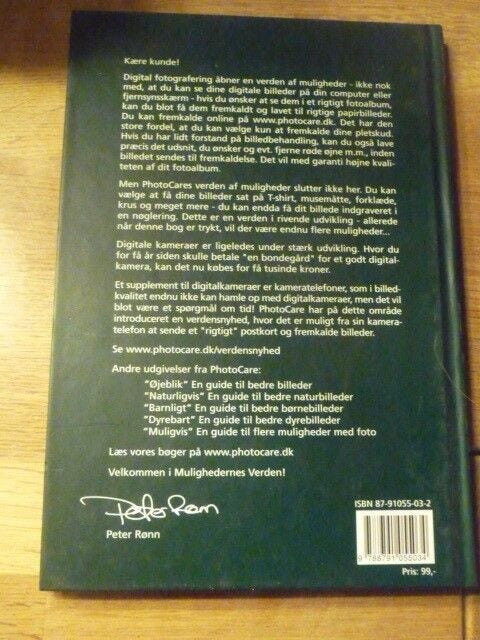 Kære kunde!
Digital fotografering åbner en verden af muligheder - ikke nok
med, at du kan se dine digitale billeder på din computer eller
fjernsynsskærm - hvis du ønsker at se dem i et rigtigt fotoalbum,
kan du blot få dem fremkaldt og lavet til rigtige papirbilleder.
Du kan fremkalde online på www.photocare.dk. Det har den
store fordel, at du kan vælge kun at fremkalde dine pletskud.
Hvis du har lidt forstand på billedbehandling, kan du også lave
præcis det udsnit, du ønsker og evt. fjerne røde øjne m.m., inden
billedet sendes til fremkaldelse. Det vil med garanti højne kvali-
teten af dit fotoalbum.
Men PhotoCares verden af muligheder slutter ikke her. Du kan
vælge at få dine billeder sat på T-shirt, musemåtte, forklæde,
krus og meget mere - du kan endda få dit billede indgraveret i
en nøglering. Dette er en verden i rivende udvikling - allerede
når denne bog er trykt, vil der være endnu flere muligheder...
Digitale kameraer er ligeledes under stærk udvikling. Hvor du
for få år siden skulle betale "en bondegård" for et godt digital-
kamera, kan det nu købes for få tusinde kroner.
Et supplement til digitalkameraer er kameratelefoner, som i billed-
kvalitet endnu ikke kan hamle op med digitalkameraer, men det vil
blot være et spørgmål om tid! PhotoCare har på dette område
introduceret en verdensnyhed, hvor det er muligt fra sin kamera-
telefon at sende et "rigtigt" postkort og fremkalde billeder.
Se www.photocare.dk/verdensnyhed
Andre udgivelser fra PhotoCare:
"Øjeblik" En guide til bedre billeder
"Naturligvis" En guide til bedre naturbilleder
"Barnligt" En guide til bedre børnebilleder
"Dyrebart" En guide til bedre dyrebilleder
"Muligvis" En guide til flere muligheder med foto
Læs vores bøger på www.photocare.dk
Velkommen i Mulighedernes Verden!
Peter Rønn
Peter Rønn
ISBN 87-91055-03-2
9 788791 055034
Pris: 99,-